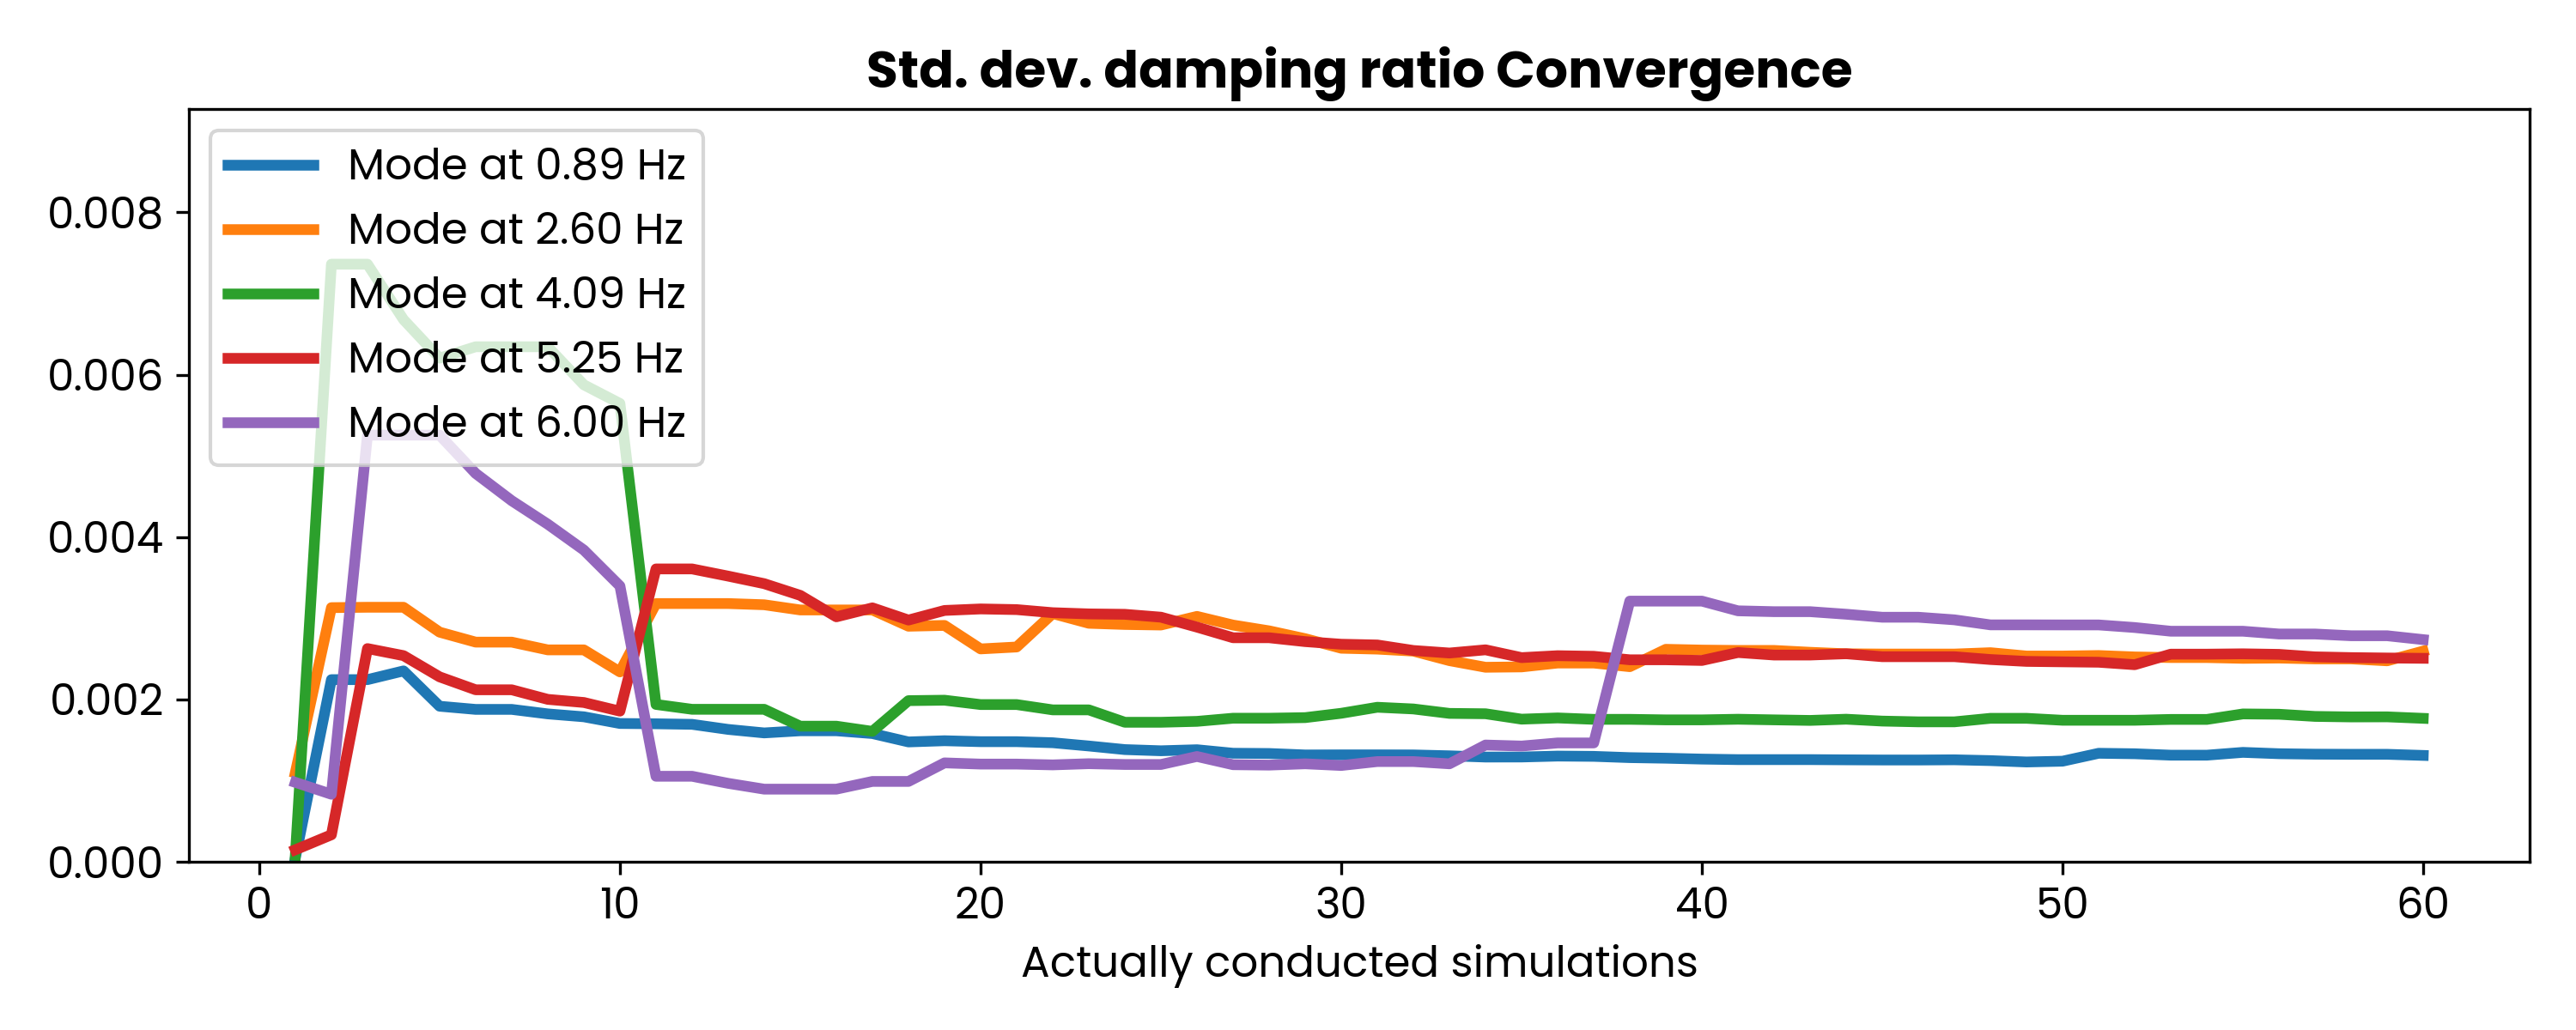 Std. dev. damping ratio Convergence
Mode at 0.89 Hz
Mode at 2.60 Hz
Mode at 4.09 Hz
Mode at 5.25 Hz
Mode at 6.00 Hz
0.008
0.006
0.004
0.002
0.000
0 10 20 30 40 50 60
Actually conducted simulations